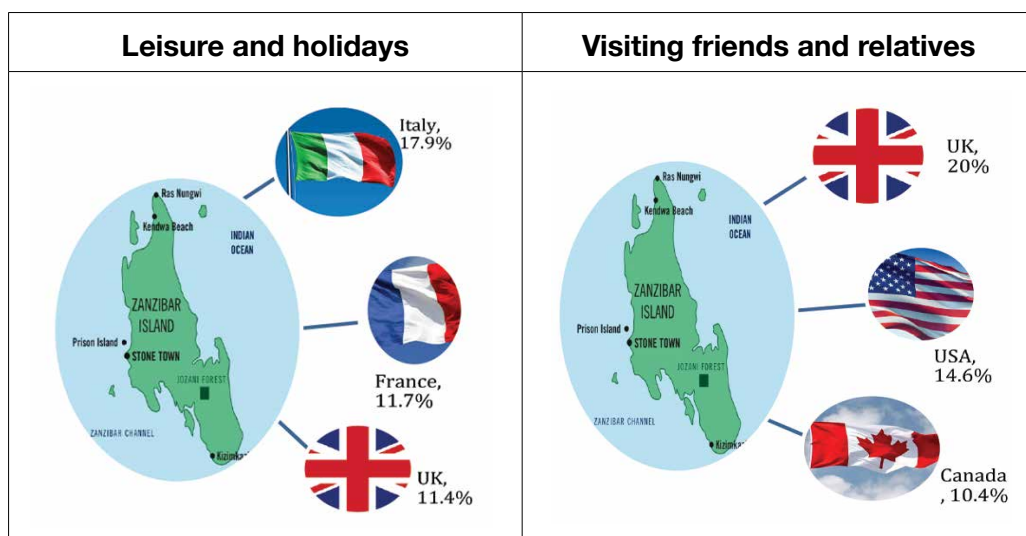 Leisure and holidays
Visiting friends and relatives
Italy,
17.9%
Ras Nungwi
Kendwa Beach
INDIAN
OCEAN
ZANZIBAR
ISLAND
Prison Island
STONE TOWN
JOZANI FOREST
France,
11.7%
ZANZIBAR CHANNEL
Kizimka
UK,
11.4%
UK,
20%
Ras Nungwi
Kendwa Beach
INDIAN
OCEAN
ZANZIBAR
ISLAND
Prison Island
STONE TOWN
USA,
14.6%
JOZANI FOREST
ZANZIBAR CHANNEL
Kizimka
Canada
, 10.4%